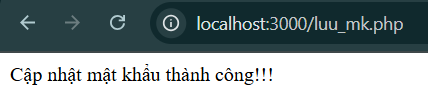 localhost:3000/luu_mk.php
Cập nhật mật khẩu thành công!!!